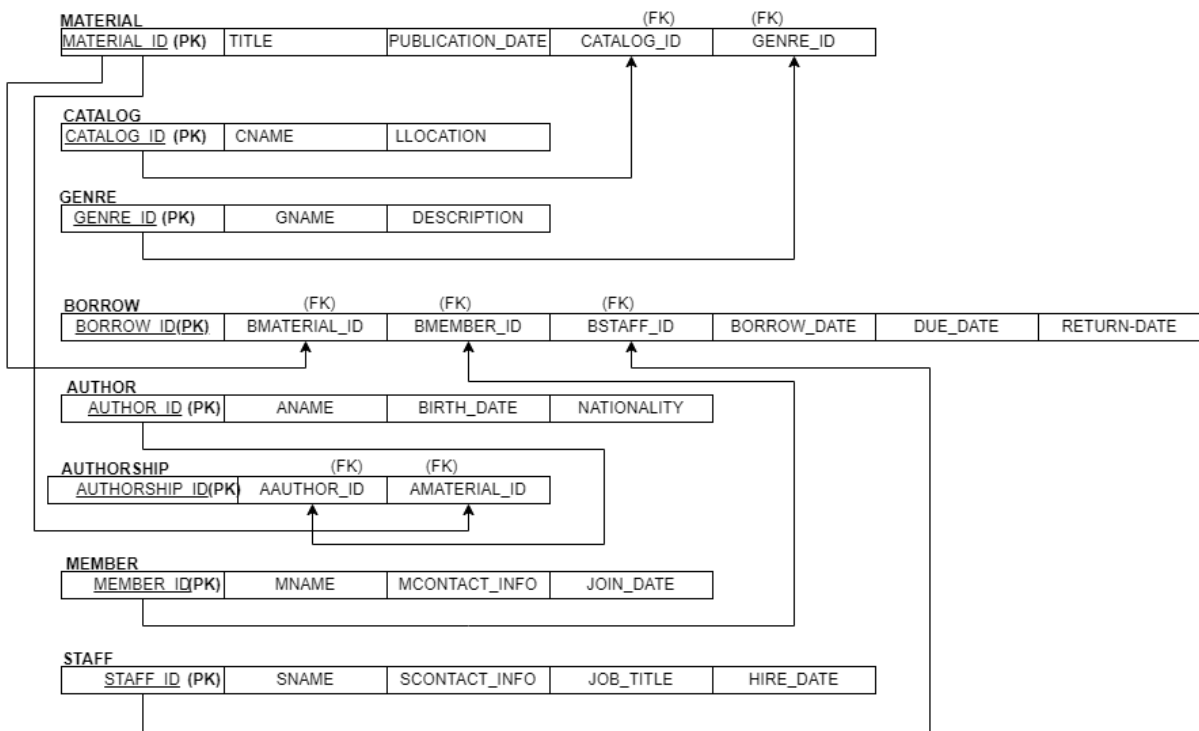 MATERIAL (FK) (FK)
MATERIAL_ID (PK) TITLE PUBLICATION_DATE CATALOG_ID GENRE_ID
CATALOG
CATALOG_ID (PK) CNAME LLOCATION
GENRE
GENRE_ID (PK) GNAME DESCRIPTION
BORROW (FK) (FK) (FK)
BORROW_ID(PK) BMATERIAL_ID BMEMBER_ID BSTAFF_ID BORROW_DATE DUE_DATE RETURN-DATE
AUTHOR
AUTHOR_ID (PK) ANAME BIRTH_DATE NATIONALITY
AUTHORSHIP (FK) (FK)
AUTHORSHIP_ID(PK) AAUTHOR_ID AMATERIAL_ID
MEMBER
MEMBER_ID(PK) MNAME MCONTACT_INFO JOIN_DATE
STAFF
STAFF_ID (PK) SNAME SCONTACT_INFO JOB_TITLE HIRE_DATE